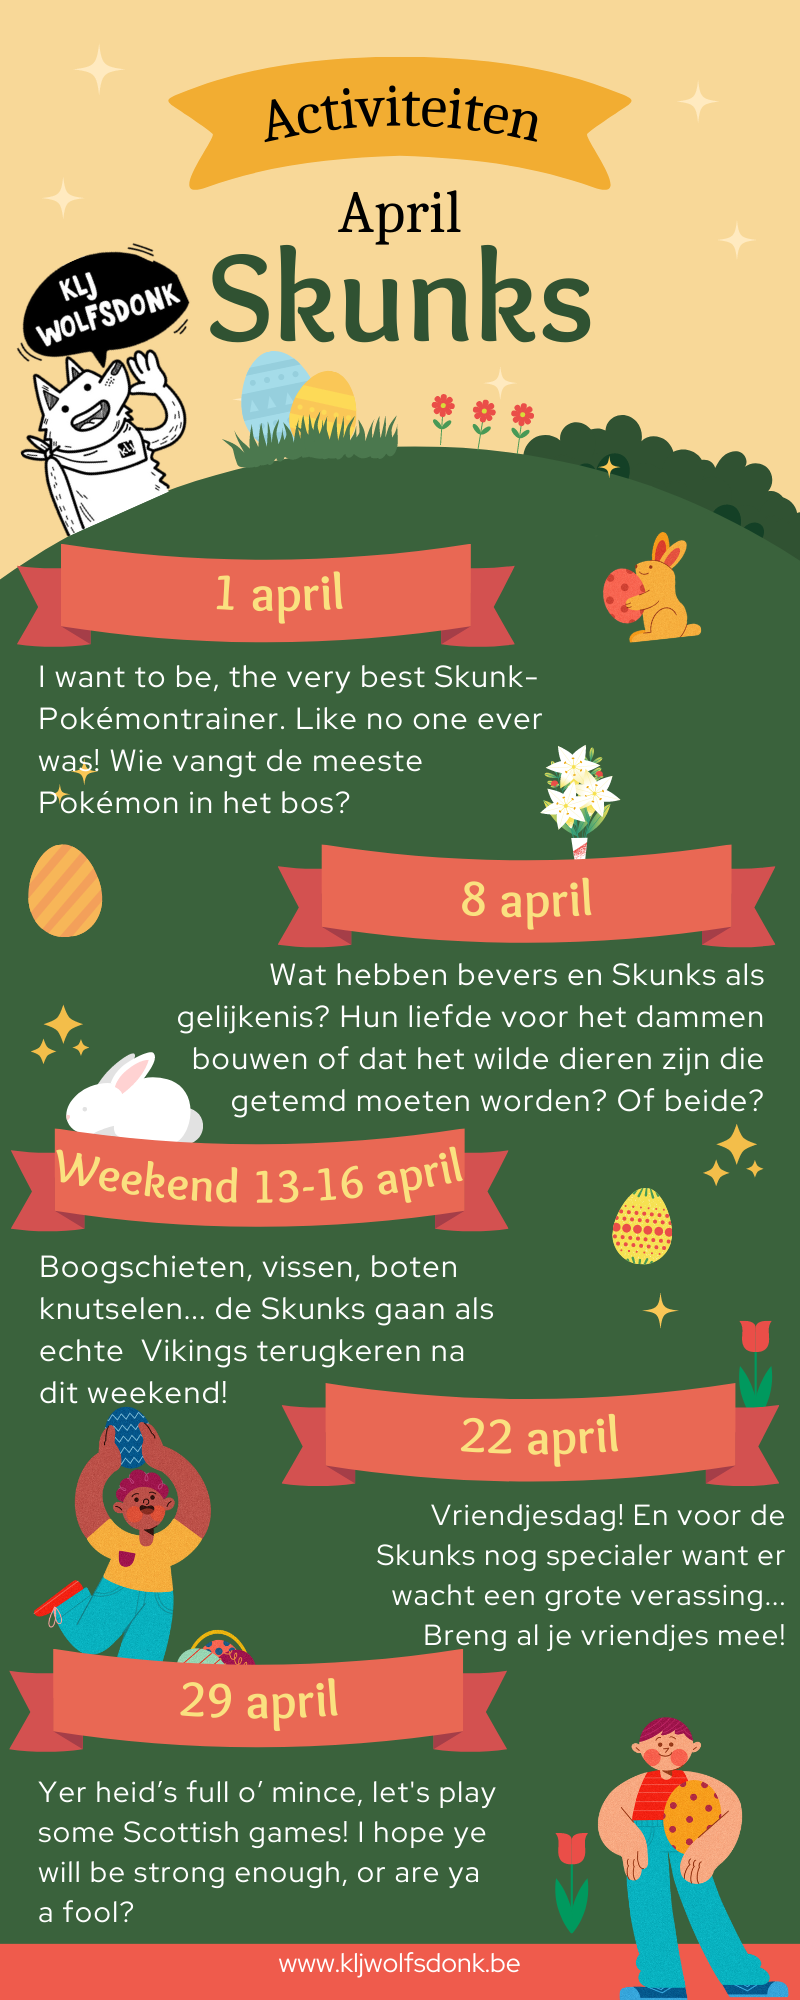 Activiteiten
April
Skunks
KLJ
WOLFSDONK
KLJ
1 april
I want to be, the very best Skunk-
Pokémontrainer. Like no one ever
was! Wie vangt de meeste
Pokémon in het bos?
8 april
Wat hebben bevers en Skunks als
gelijkenis? Hun liefde voor het dammen
bouwen of dat het wilde dieren zijn die
getemd moeten worden? Of beide?
Weekend 13-16 april
Boogschieten, vissen, boten
knutselen... de Skunks gaan als
echte  Vikings terugkeren na
dit weekend!
22 april
Vriendjesdag! En voor de
Skunks nog specialer want er
wacht een grote verassing...
Breng al je vriendjes mee!
29 april
Yer heid’s full o’ mince, let's play
some Scottish games! I hope ye
will be strong enough, or are ya
a fool?
www.kljwolfsdonk.be